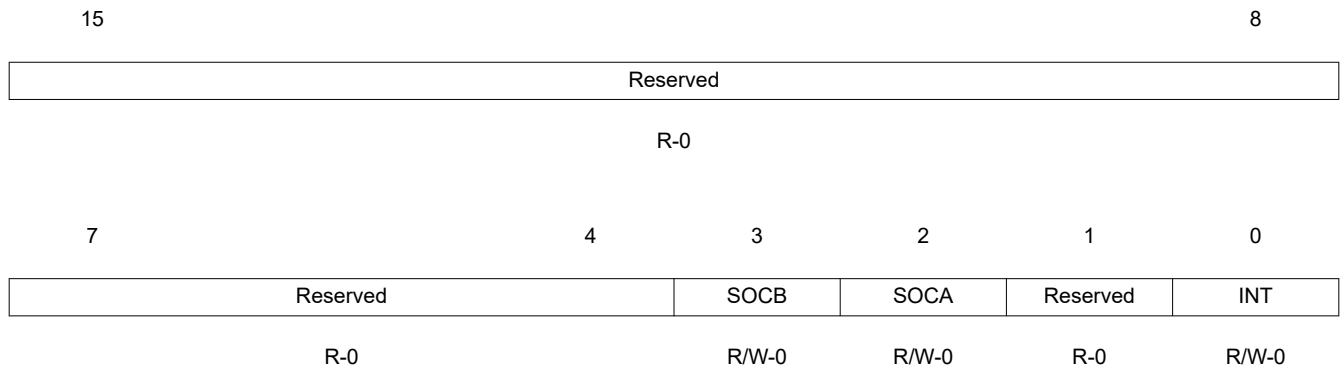 15 8
Reserved
R-0
7 4 3 2 1 0
Reserved SOCB SOCA Reserved INT
R-0 R/W-0 R/W-0 R-0 R/W-0